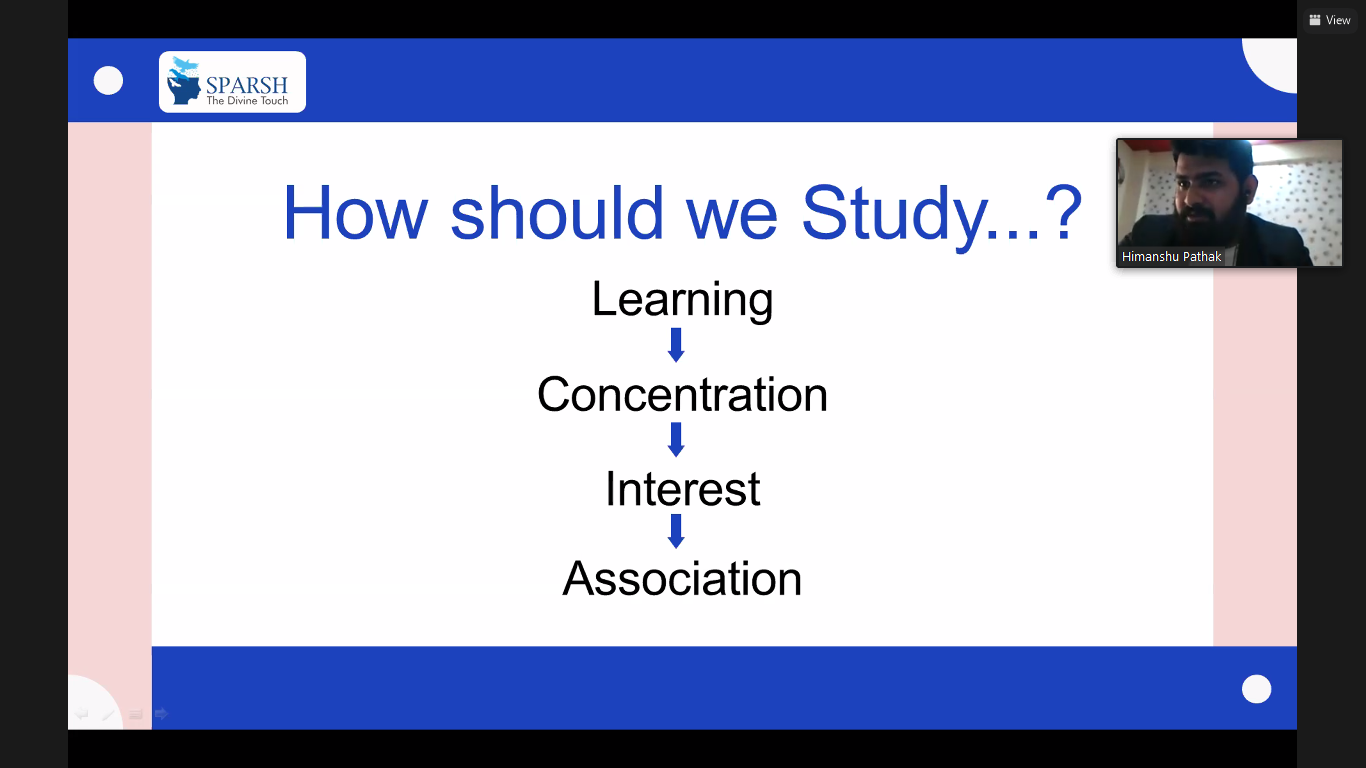 View
SPARSH
The Divine Touch
How should we Study...?
Himanshu Pathak
Learning
Concentration
Interest
Association